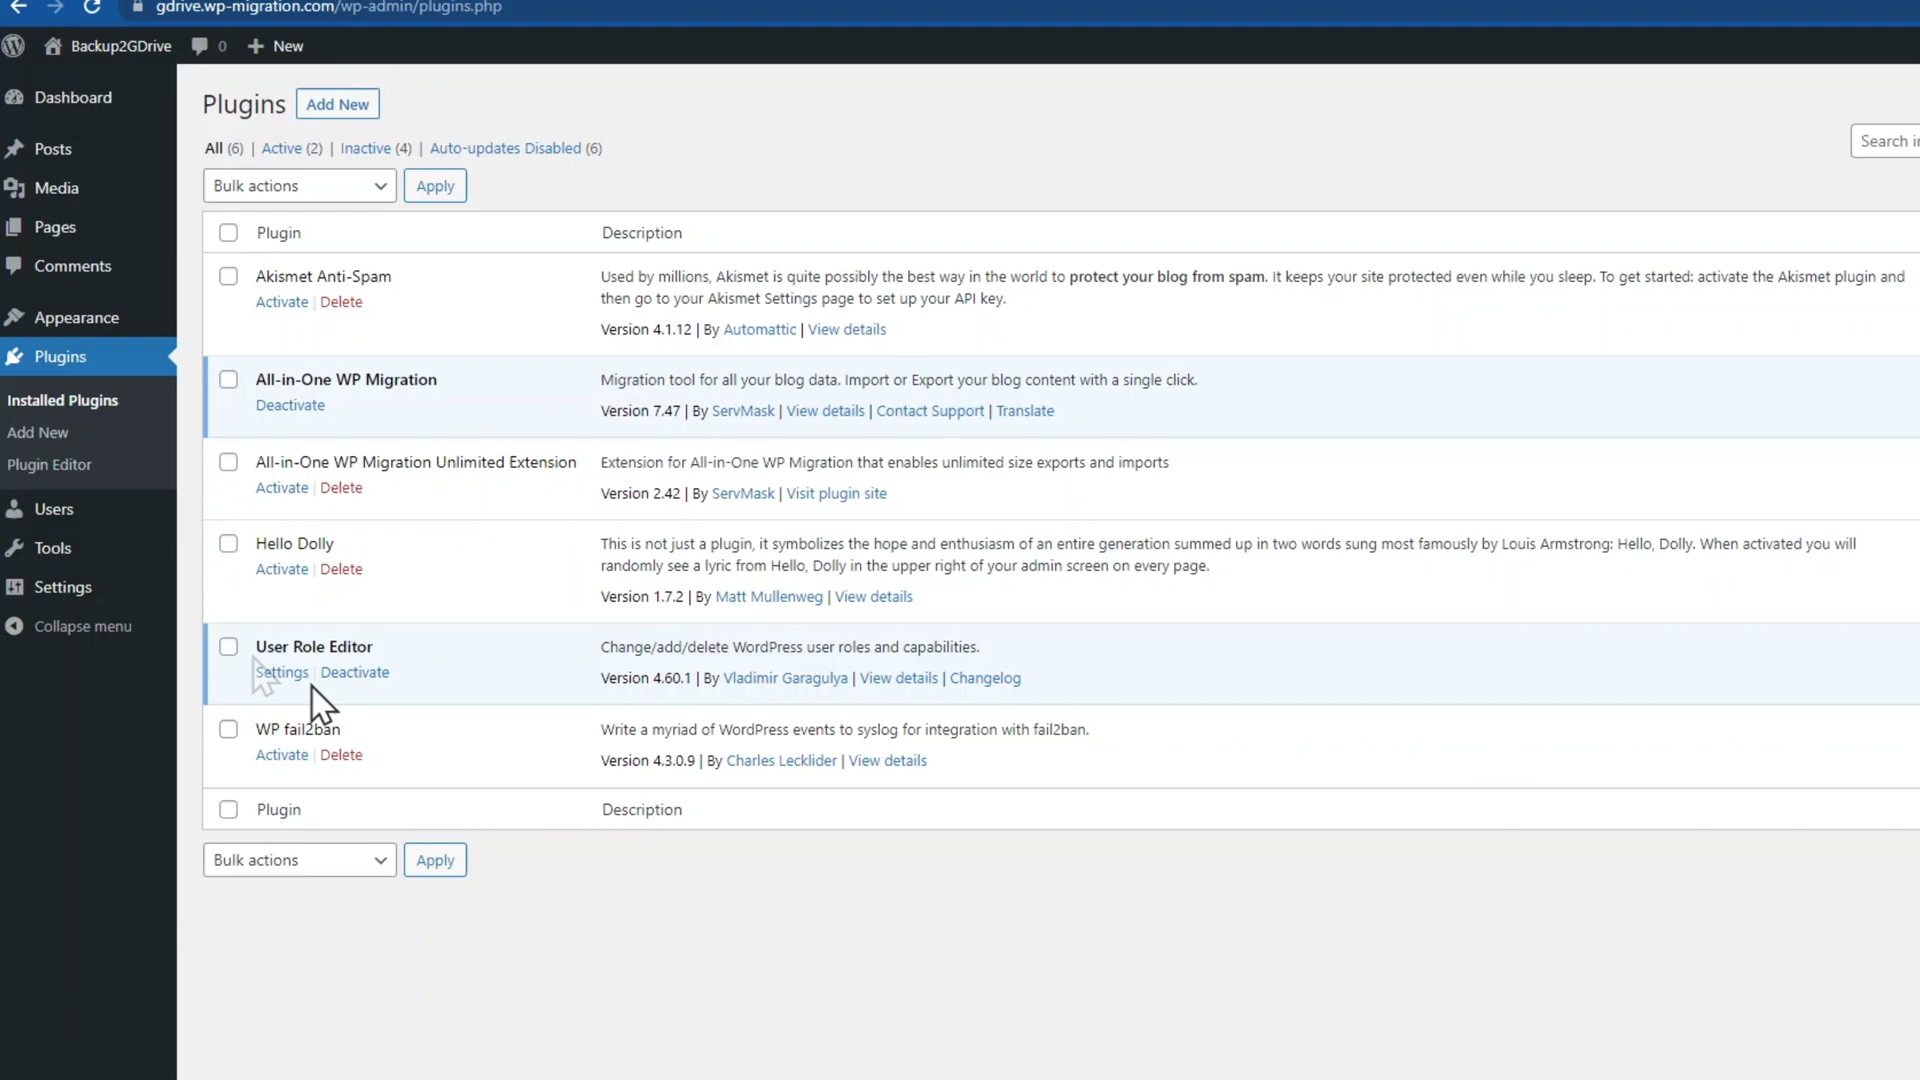 gdrive.wp-migration.com/wp-admin/plugins.php
Backup2GDrive 0 New
Dashboard
Posts
Media
Pages
Comments
Appearance
Plugins
Installed Plugins
Add New
Plugin Editor
Users
Tools
Settings
Collapse menu
Plugins Add New
All (6) | Active (2) | Inactive (4) | Auto-updates Disabled (6)
Search in
Bulk actions Apply
Plugin Description
Akismet Anti-Spam
Activate | Delete
Used by millions, Akismet is quite possibly the best way in the world to protect your blog from spam. It keeps your site protected even while you sleep. To get started: activate the Akismet plugin and
then go to your Akismet Settings page to set up your API key.
Version 4.1.12 | By Automattic | View details
All-in-One WP Migration
Deactivate
Migration tool for all your blog data. Import or Export your blog content with a single click.
Version 7.47 | By ServMask | View details | Contact Support | Translate
All-in-One WP Migration Unlimited Extension
Activate | Delete
Extension for All-in-One WP Migration that enables unlimited size exports and imports
Version 2.42 | By ServMask | Visit plugin site
Hello Dolly
Activate | Delete
This is not just a plugin, it symbolizes the hope and enthusiasm of an entire generation summed up in two words sung most famously by Louis Armstrong: Hello, Dolly. When activated you will
randomly see a lyric from Hello, Dolly in the upper right of your admin screen on every page.
Version 1.7.2 | By Matt Mullenweg | View details
User Role Editor
Settings | Deactivate
Change/add/delete WordPress user roles and capabilities.
Version 4.60.1 | By Vladimir Garagulya | View details | Changelog
WP fail2ban
Activate | Delete
Write a myriad of WordPress events to syslog for integration with fail2ban.
Version 4.3.0.9 | By Charles Lecklider | View details
Plugin Description
Bulk actions Apply